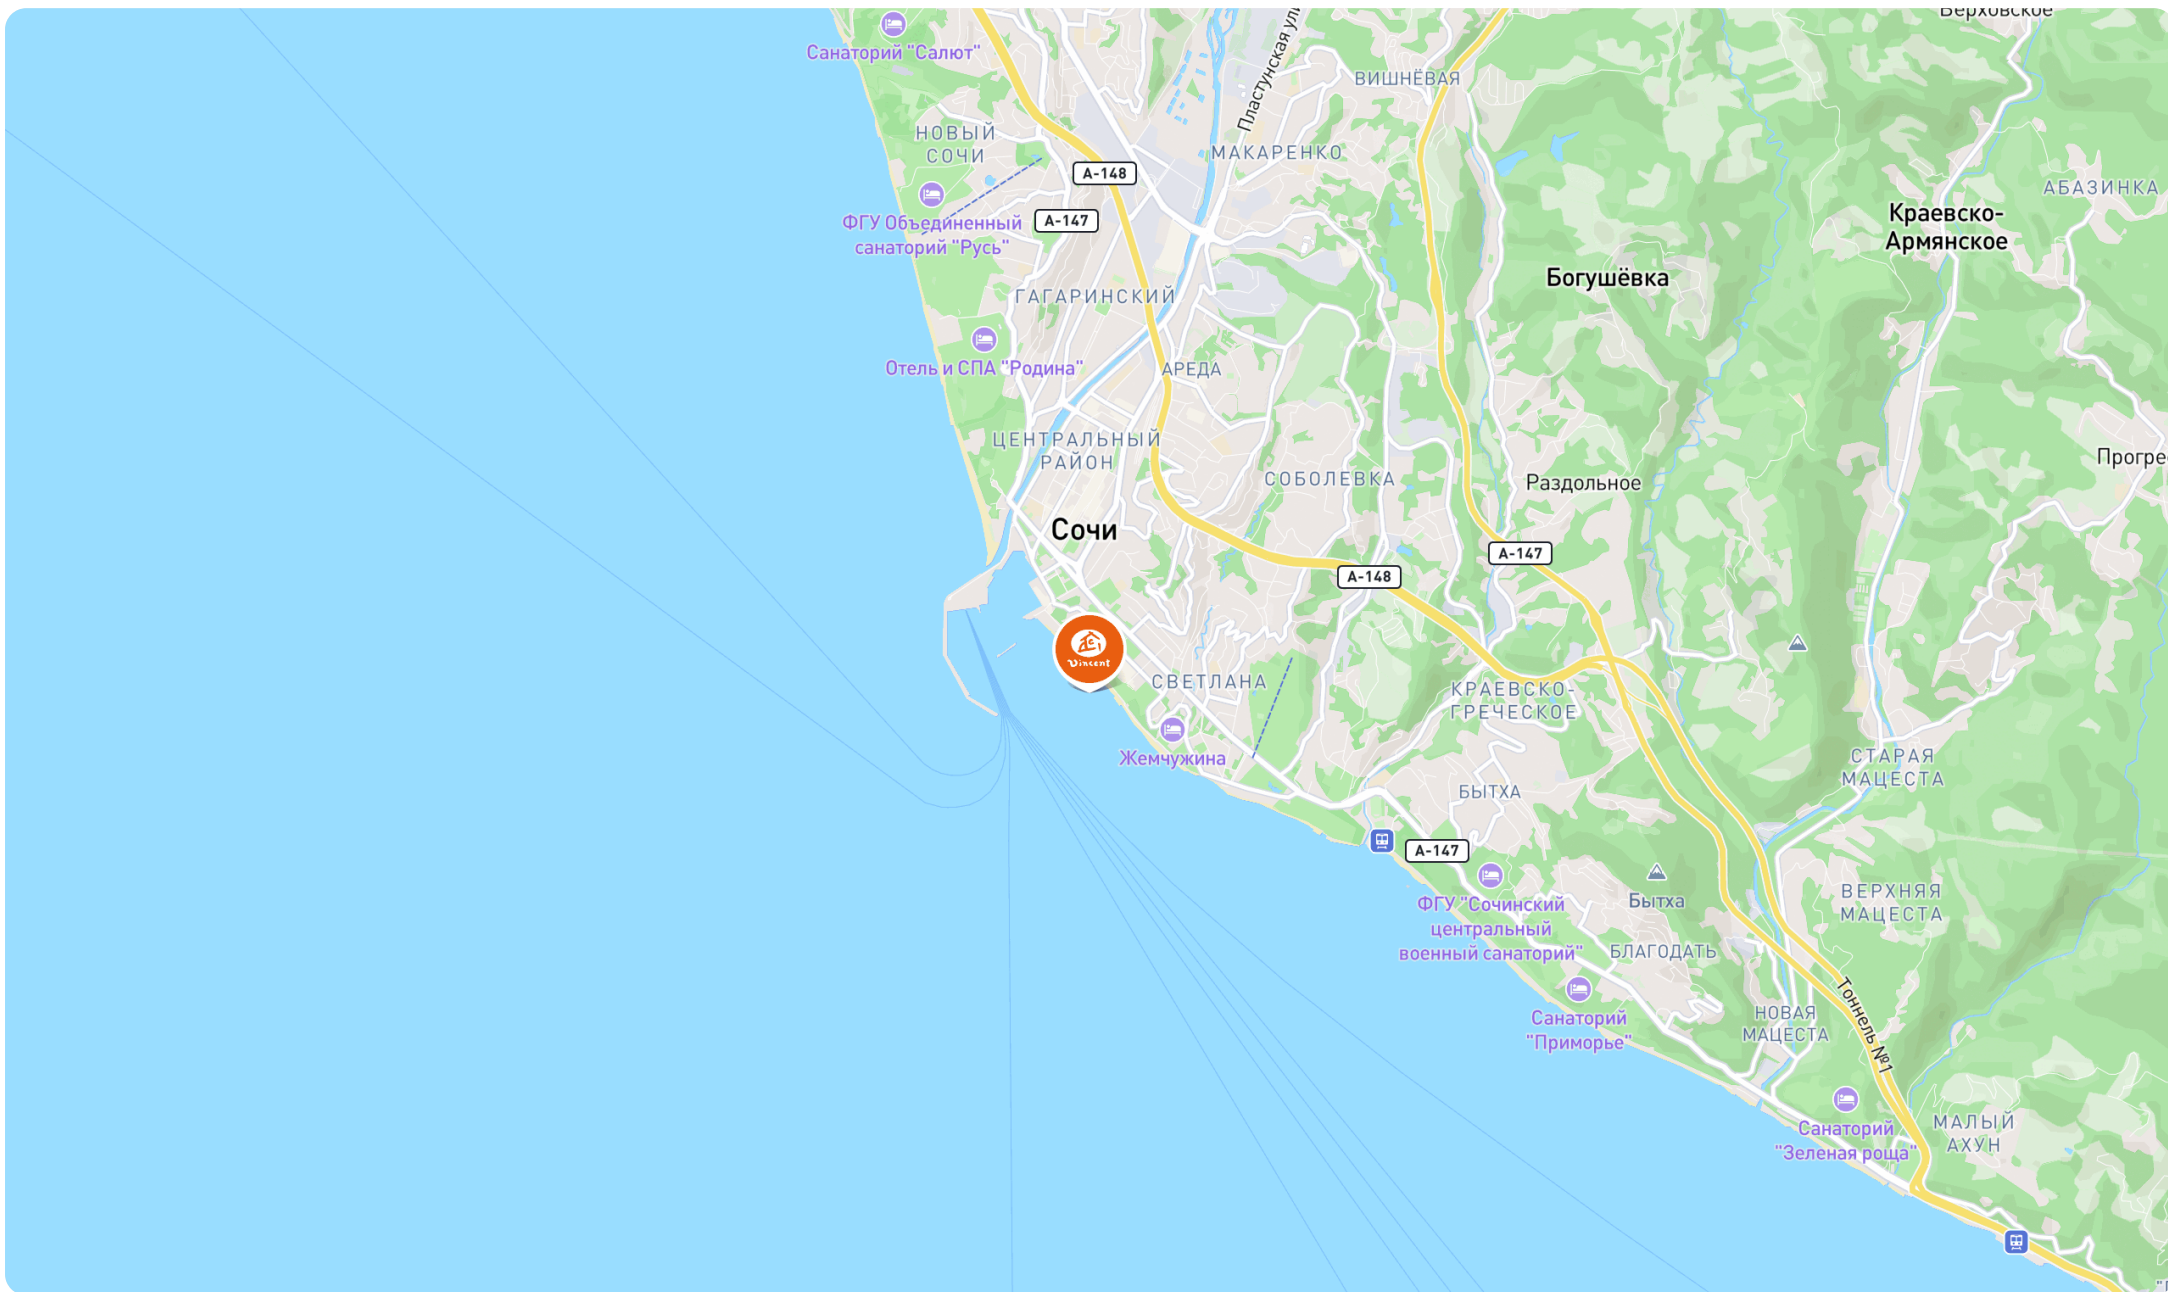 Верховское
Санаторий "Салют"
Пластунская ули
ВИШНЁВАЯ
НОВЫЙ
СОЧИ
МАКАРЕНКО
А-148
АБАЗИНКА
ФГУ Объединенный
санаторий "Русь"
А-147
Краевско-
Армянское
Богушёвка
ГАГАРИНСКИЙ
Отель и СПА "Родина"
АРЕДА
ЦЕНТРАЛЬНЫЙ
РАЙОН
Прогре
СОБОЛЕВКА
Раздольное
Сочи
А-147
А-148
Vincent
СВЕТЛАНА
КРАЕВСКО-
ГРЕЧЕСКОЕ
Жемчужина
СТАРАЯ
МАЦЕСТА
БЫТХА
А-147
ФГУ "Сочинский
центральный
военный санаторий"
Бытха
ВЕРХНЯЯ
МАЦЕСТА
БЛАГОДАТЬ
Санаторий
"Приморье"
НОВАЯ
МАЦЕСТА
Тоннель №1
Санаторий
"Зеленая роща"
МАЛЫЙ
АХУН